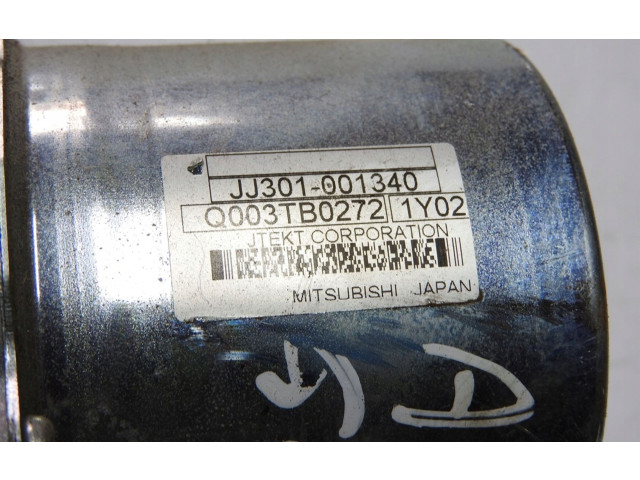 JJ301-001340
Q003TB0272 1Y02
JTEKT CORPORATION
MITSUBISHI JAPAN